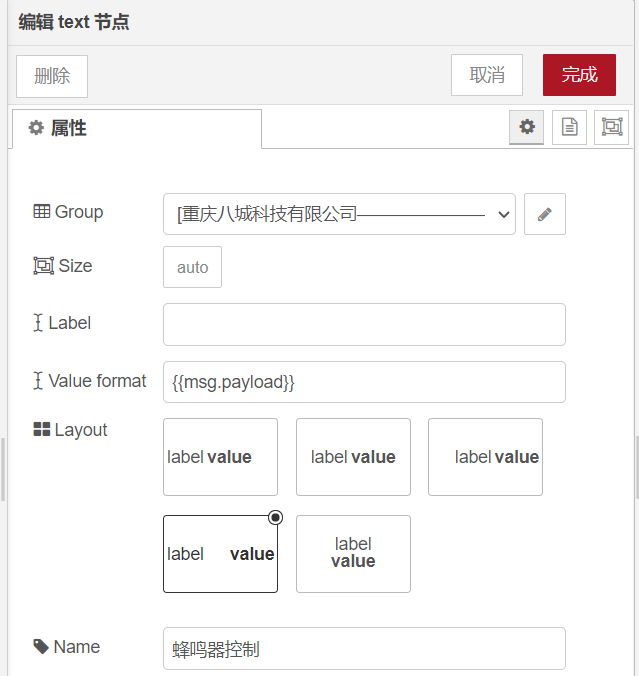 编辑 text 节点
删除
取消
完成
属性
Group
[重庆八城科技有限公司————————
Size
auto
Label
Value format
{{msg.payload}}
Layout
label value
label value
label value
label value
label
value
Name
蜂鸣器控制